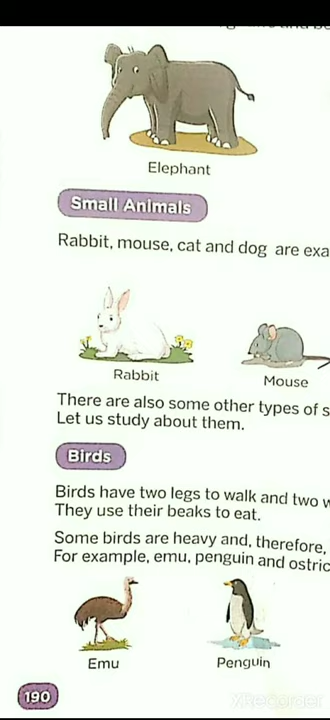 Elephant
Small Animals
Rabbit, mouse, cat and dog are exa
Rabbit
Mouse
There are also some other types of s
Let us study about them.
Birds
Birds have two legs to walk and two w
They use their beaks to eat.
Some birds are heavy and, therefore,
For example, emu, penguin and ostric
Emu
Penguin
190